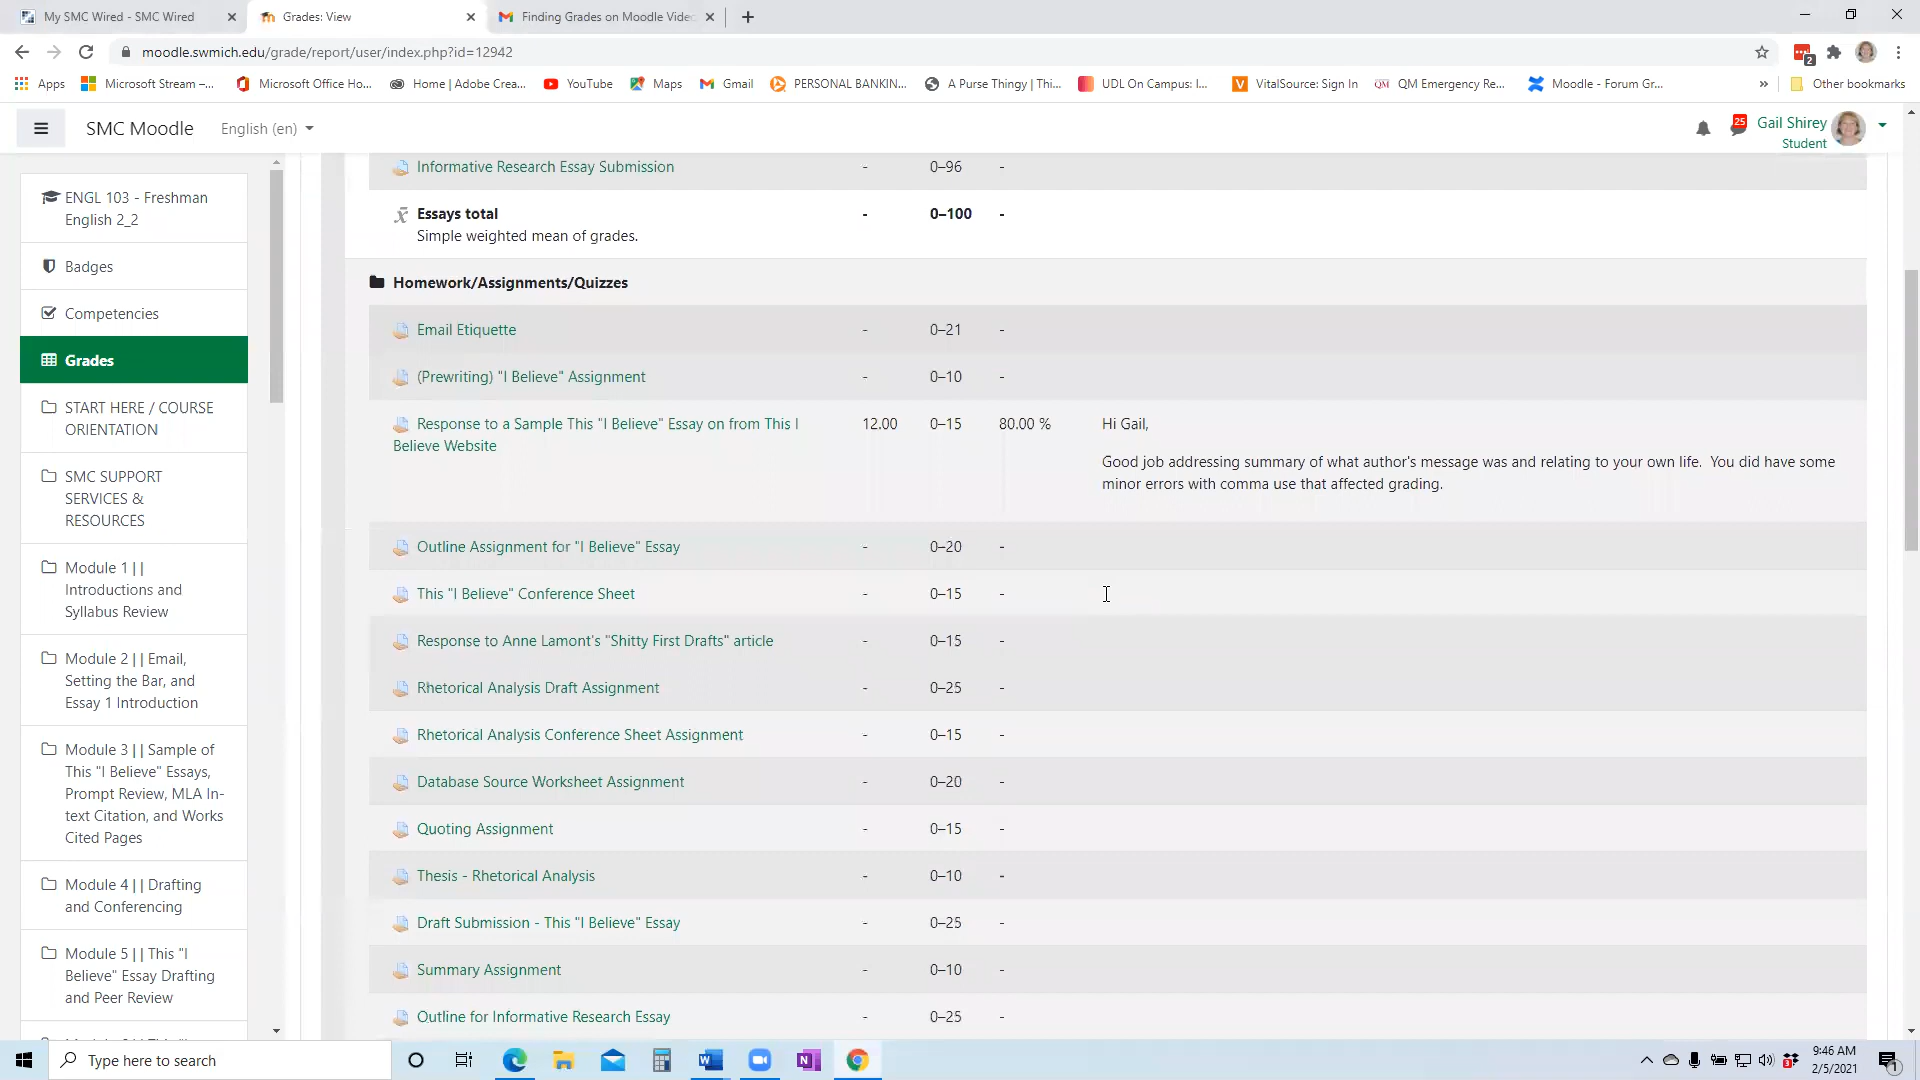 My SMC Wired - SMC Wired
Grades: View
Finding Grades on Moodle Vide
moodle.swmich.edu/grade/report/user/index.php?id=12942
2
Apps
Microsoft Stream –...
Microsoft Office Ho...
Home | Adobe Crea...
YouTube
Maps
Gmail
PERSONAL BANKIN...
A Purse Thingy | Thi...
UDL On Campus: I...
VitalSource: Sign In
QM
QM Emergency Re...
Moodle - Forum Gr...
»
Other bookmarks
SMC Moodle
English (en)
25
Gail Shirey
Student
ENGL 103 - Freshman
English 2_2
Badges
Competencies
Grades
START HERE / COURSE
ORIENTATION
SMC SUPPORT
SERVICES &
RESOURCES
Module 1 | |
Introductions and
Syllabus Review
Module 2 | | Email,
Setting the Bar, and
Essay 1 Introduction
Module 3 | | Sample of
This "I Believe" Essays,
Prompt Review, MLA In-
text Citation, and Works
Cited Pages
Module 4 | | Drafting
and Conferencing
Module 5 | | This "I
Believe" Essay Drafting
and Peer Review
Informative Research Essay Submission - 0–96 -
Essays total - 0–100 -
Simple weighted mean of grades.
Homework/Assignments/Quizzes
Email Etiquette - 0–21 -
(Prewriting) "I Believe" Assignment - 0–10 -
Response to a Sample This "I Believe" Essay on from This I 12.00 0–15 80.00 % Hi Gail,
Believe Website
Good job addressing summary of what author's message was and relating to your own life. You did have some
minor errors with comma use that affected grading.
Outline Assignment for "I Believe" Essay - 0–20 -
This "I Believe" Conference Sheet - 0–15 -
Response to Anne Lamont's "Shitty First Drafts" article - 0–15 -
Rhetorical Analysis Draft Assignment - 0–25 -
Rhetorical Analysis Conference Sheet Assignment - 0–15 -
Database Source Worksheet Assignment - 0–20 -
Quoting Assignment - 0–15 -
Thesis - Rhetorical Analysis - 0–10 -
Draft Submission - This "I Believe" Essay - 0–25 -
Summary Assignment - 0–10 -
Outline for Informative Research Essay - 0–25 -
Type here to search
9:46 AM
2/5/2021